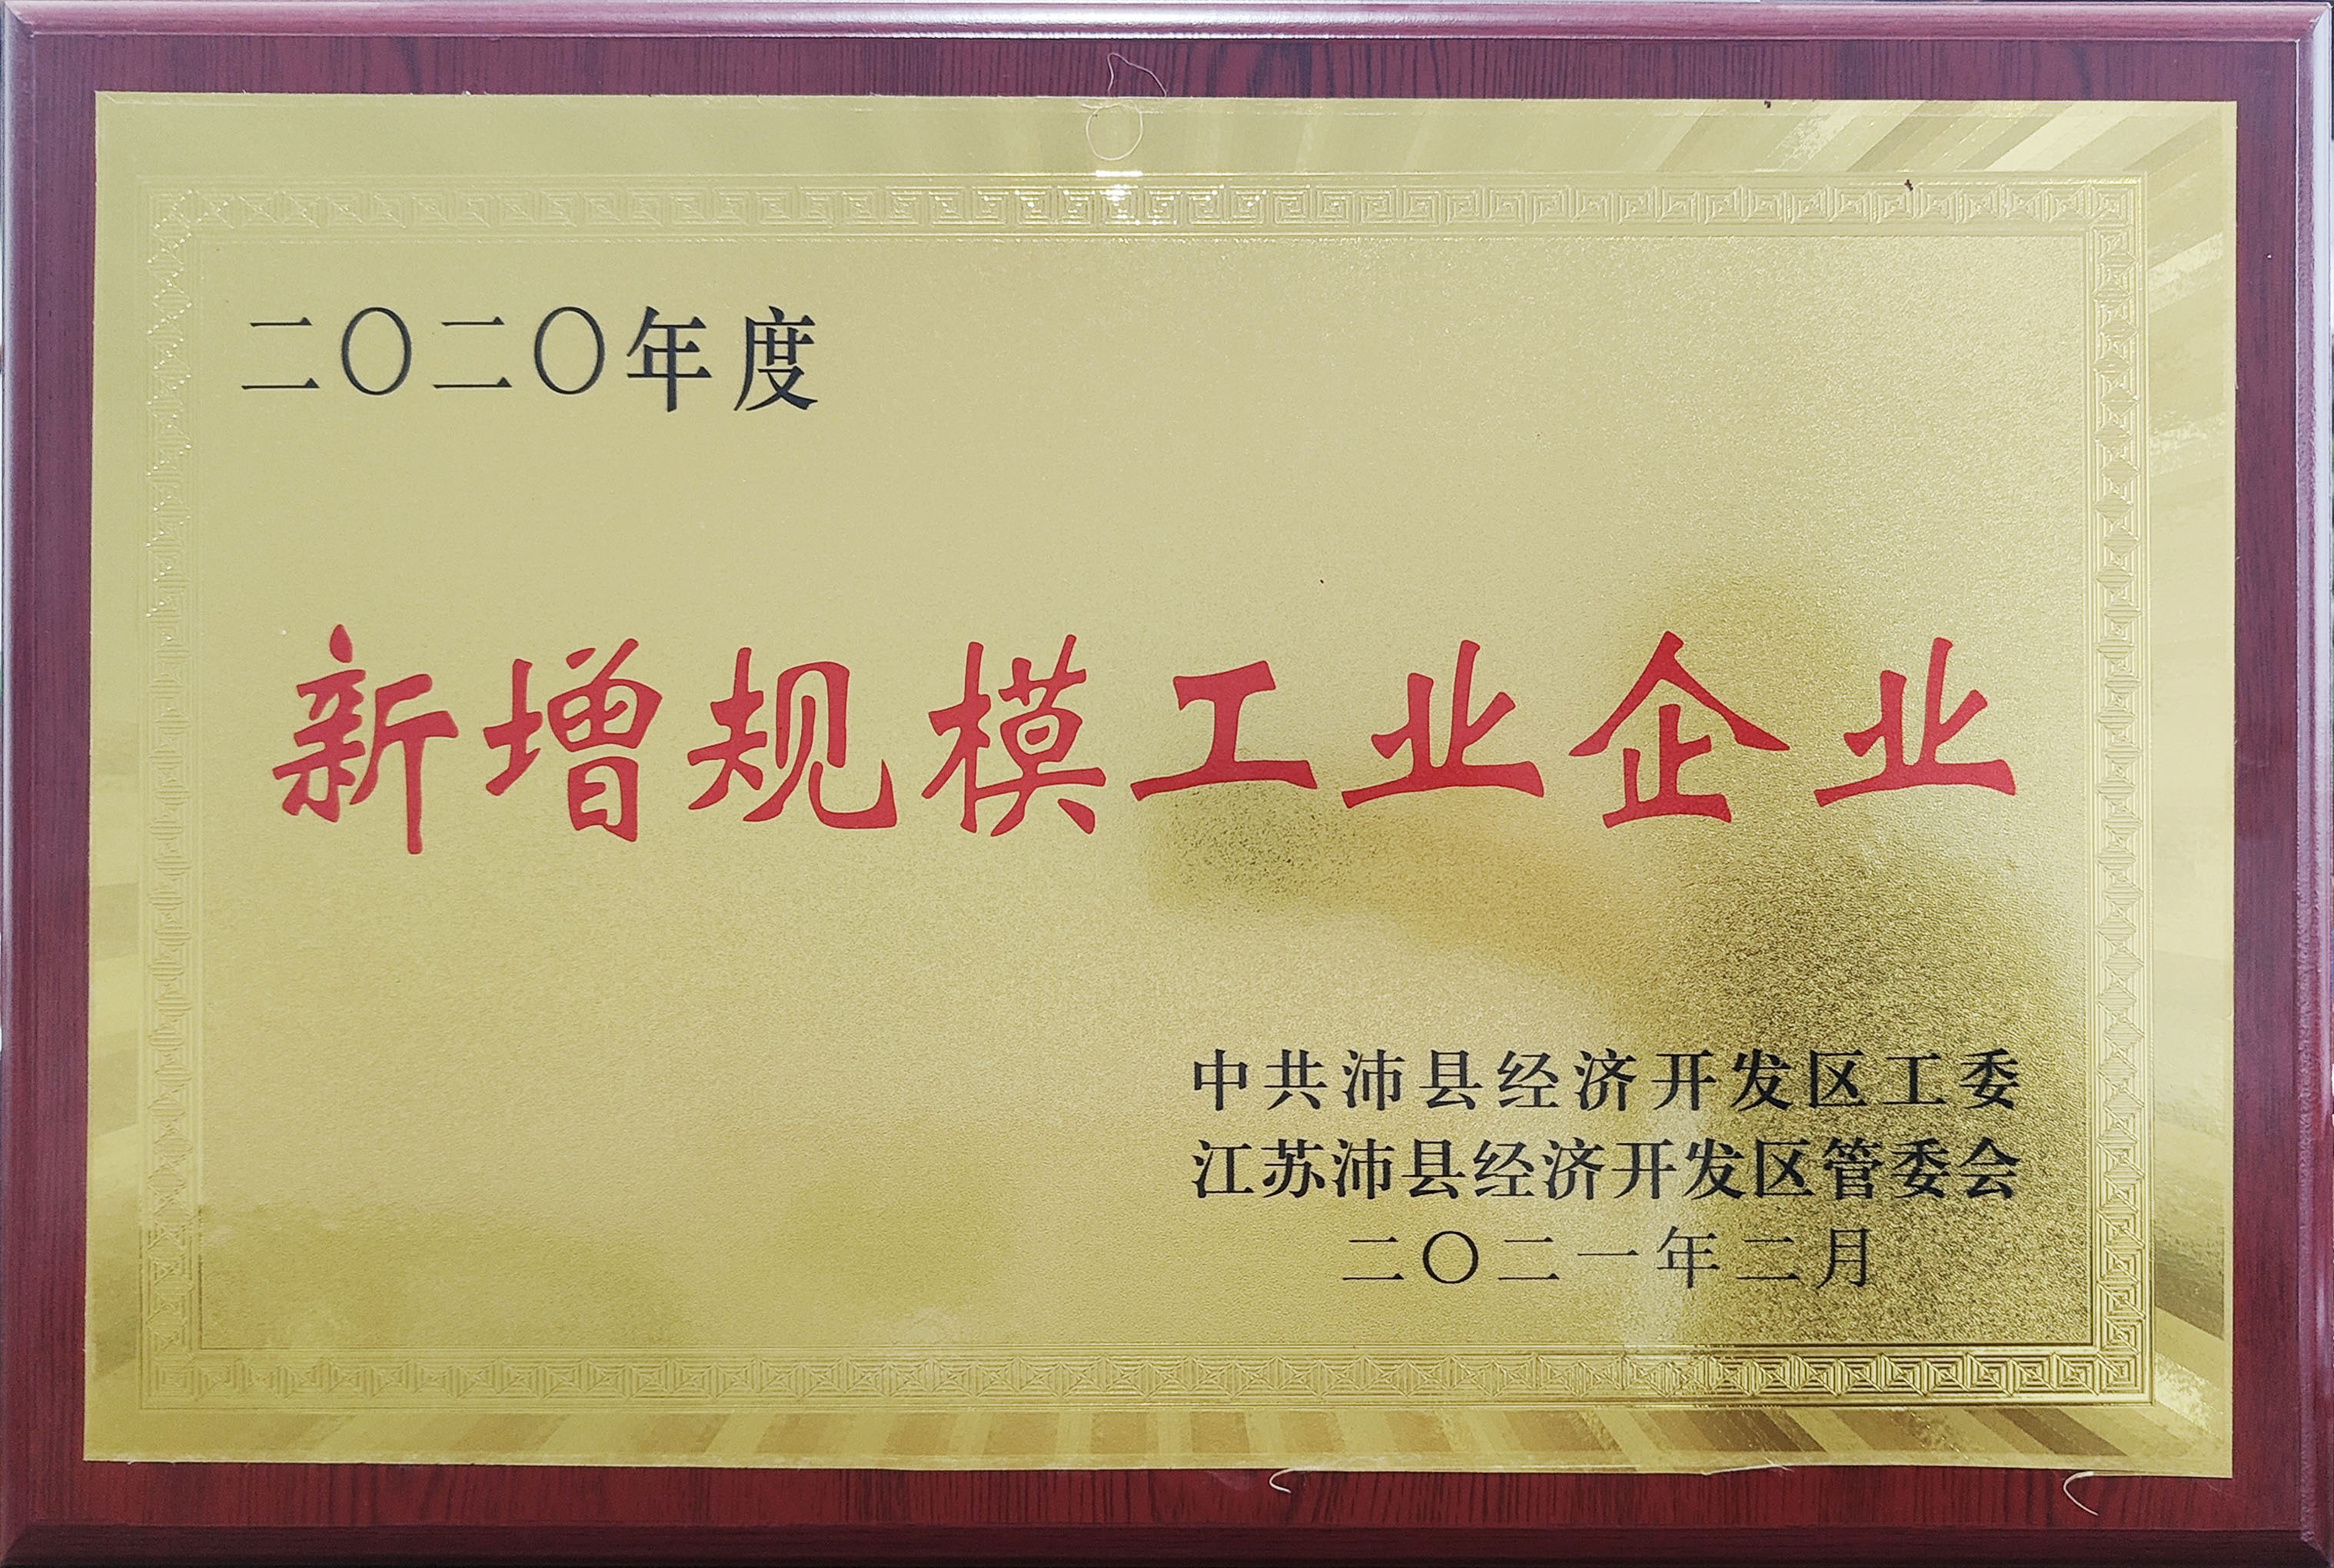 二〇二〇年度
新增规模工业企业
中共沛县经济开发区工委
江苏沛县经济开发区管委会
二〇二一年二月